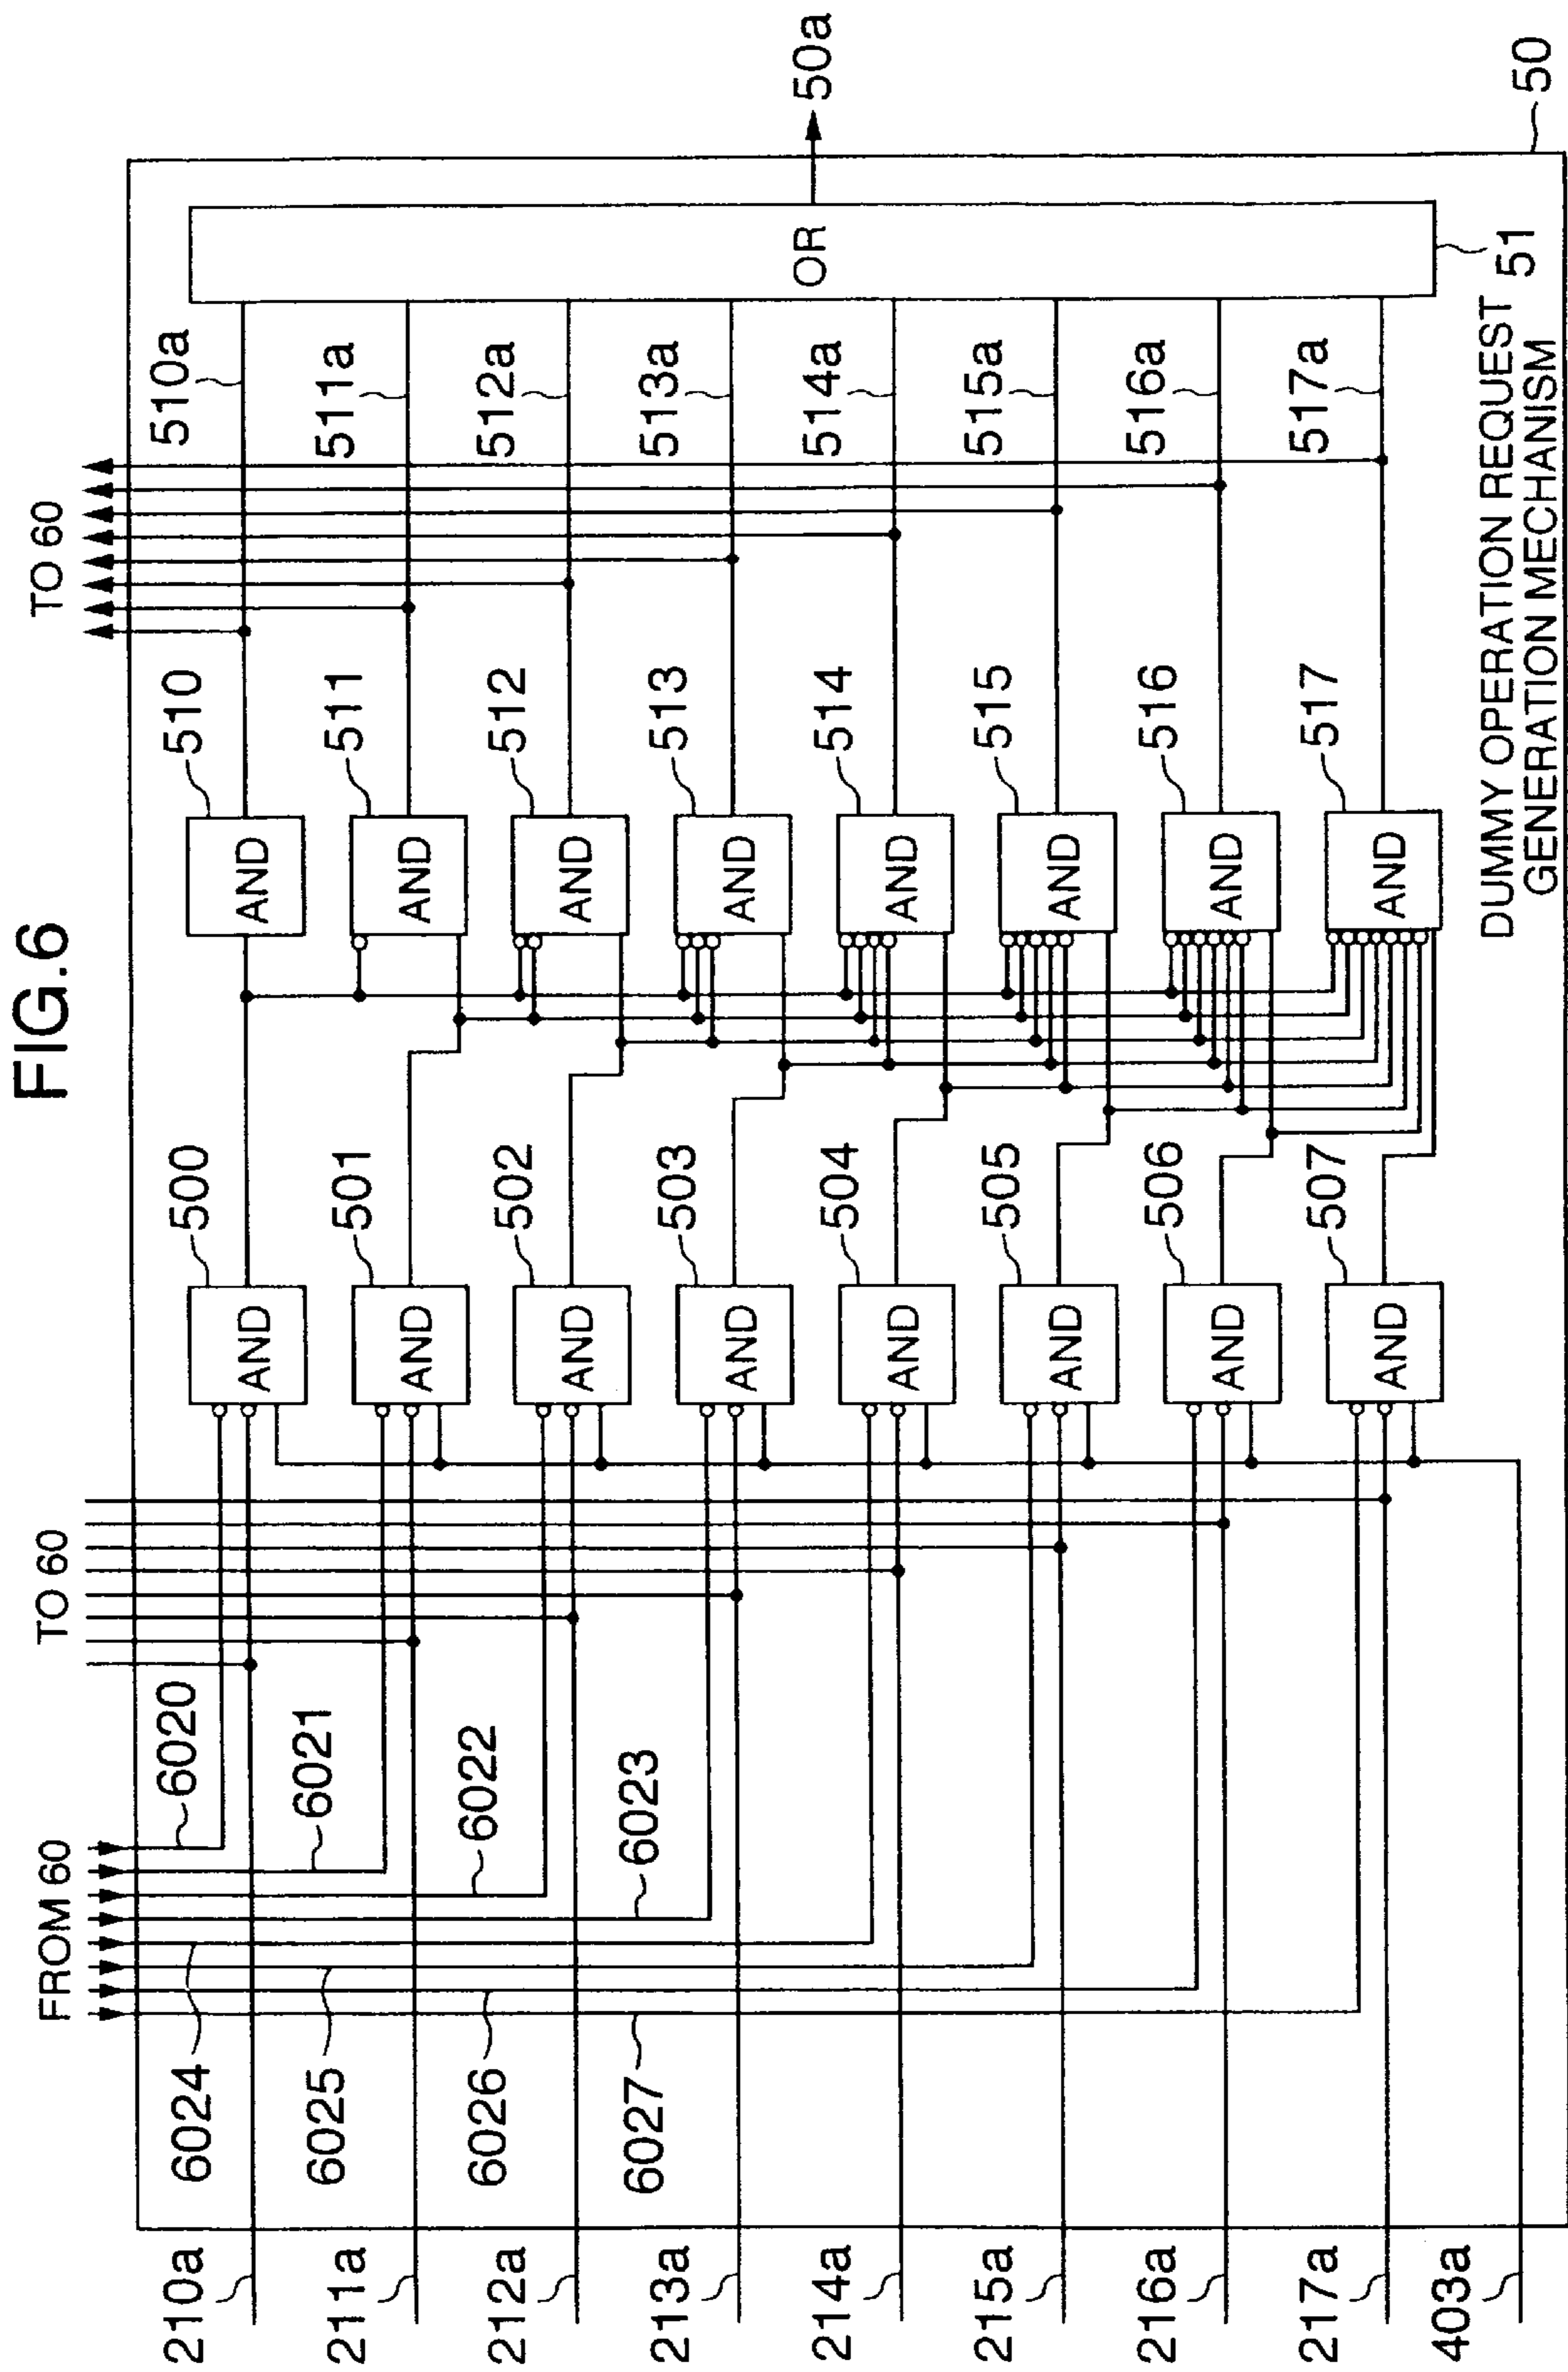 FIG.6
FROM 60
TO 60
TO 60
6020
6021
6022
6023
6024
6025
6026
6027
210a
211a
212a
213a
214a
215a
216a
217a
403a
500
501
502
503
504
505
506
507
AND
AND
AND
AND
AND
AND
AND
AND
510
511
512
513
514
515
516
517
AND
AND
AND
AND
AND
AND
AND
AND
510a
511a
512a
513a
514a
515a
516a
517a
OR
51
50a
50
DUMMY OPERATION REQUEST
GENERATION MECHANISM